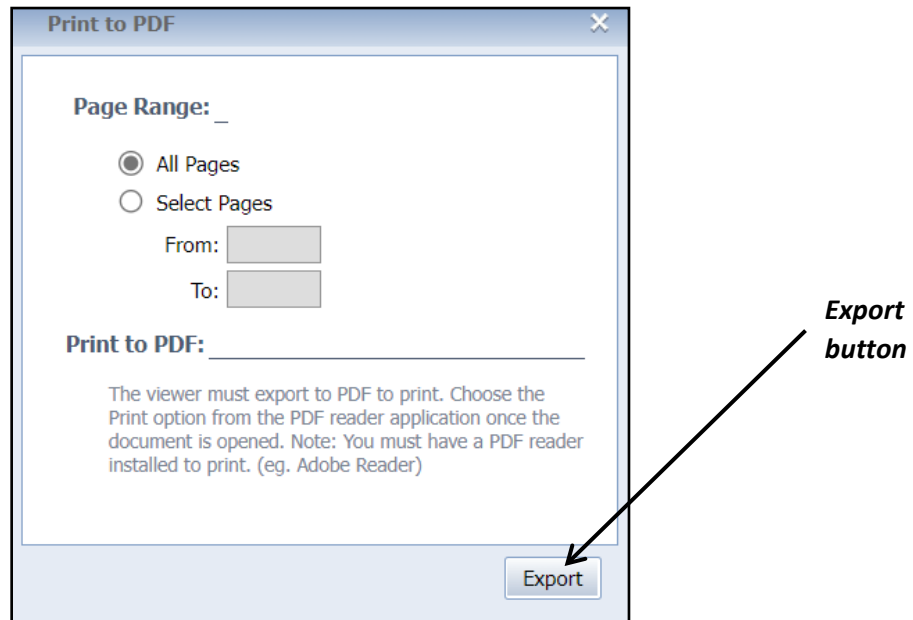 Print to PDF
Page Range:
All Pages
Select Pages
From:
To:
Print to PDF:
The viewer must export to PDF to print. Choose the
Print option from the PDF reader application once the
document is opened. Note: You must have a PDF reader
installed to print. (eg. Adobe Reader)
Export
Export
button